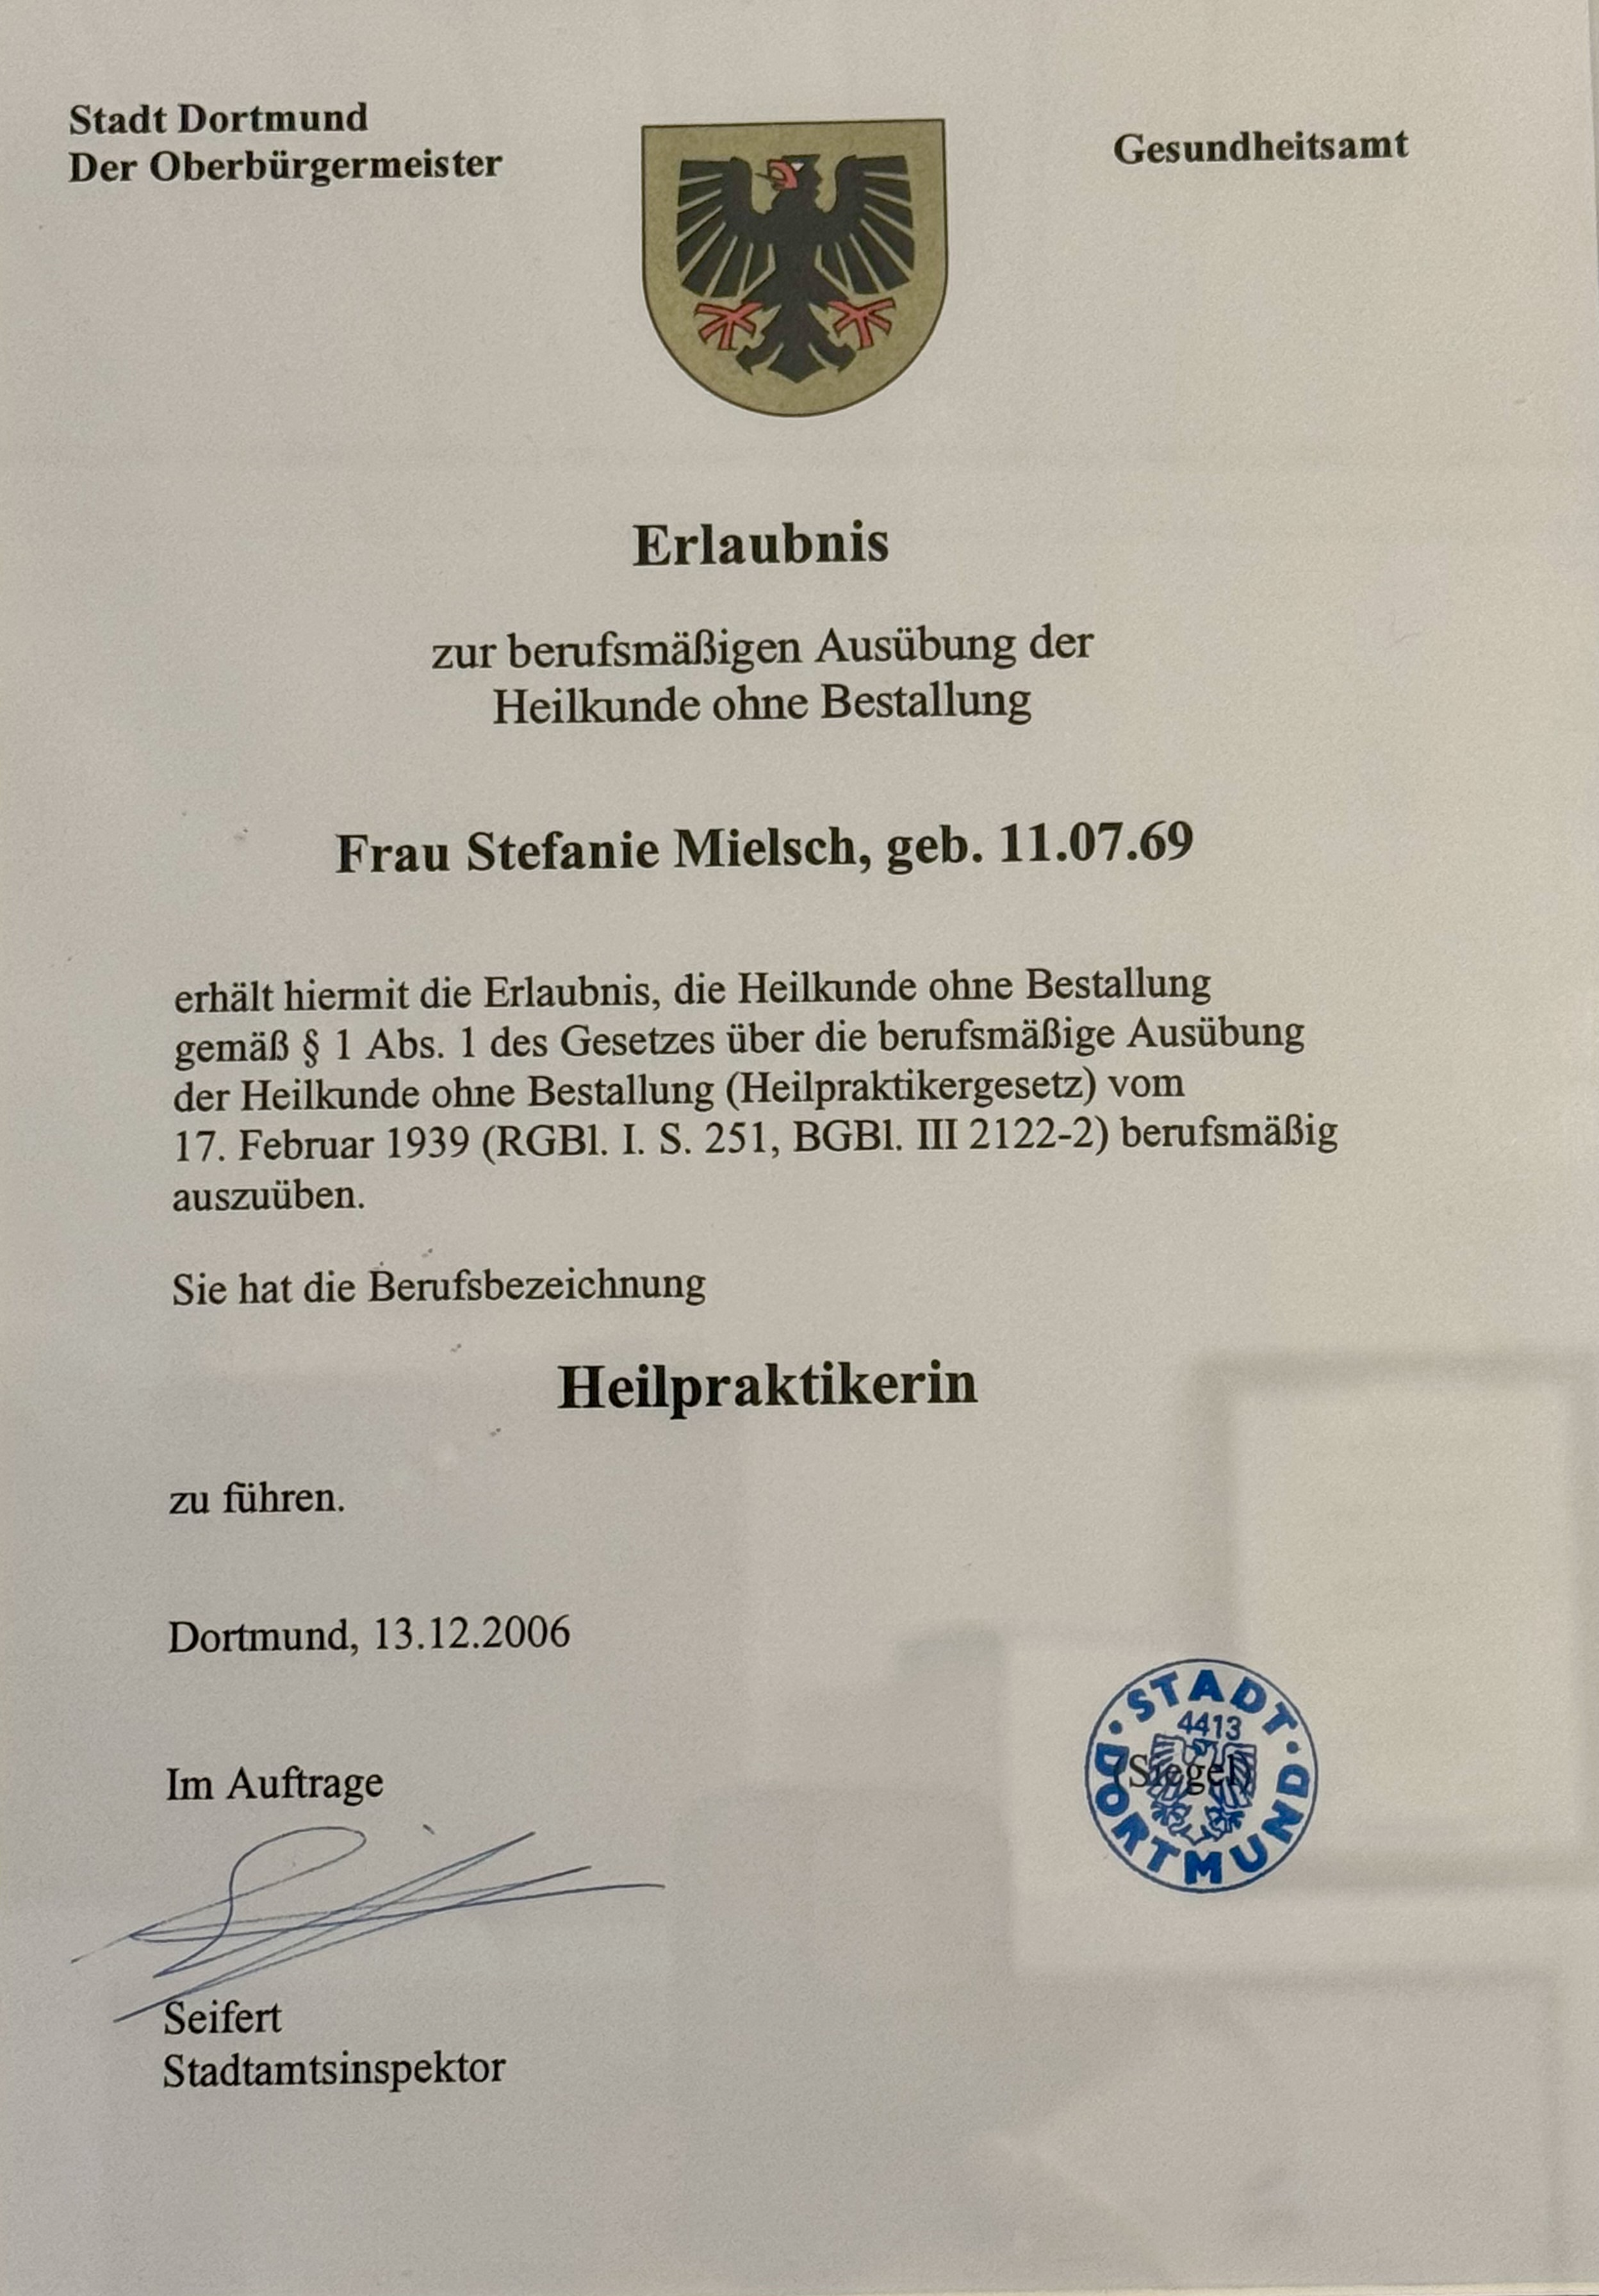 Stadt Dortmund
Der Oberbürgermeister
Gesundheitsamt
Erlaubnis
zur berufsmäßigen Ausübung der
Heilkunde ohne Bestallung
Frau Stefanie Mielsch, geb. 11.07.69
erhält hiermit die Erlaubnis, die Heilkunde ohne Bestallung
gemäß § 1 Abs. 1 des Gesetzes über die berufsmäßige Ausübung
der Heilkunde ohne Bestallung (Heilpraktikergesetz) vom
17. Februar 1939 (RGBl. I. S. 251, BGBl. III 2122-2) berufsmäßig
auszuüben.
Sie hat die Berufsbezeichnung
Heilpraktikerin
zu führen.
Dortmund, 13.12.2006
Im Auftrage
STADT
4413
(Siegel)
DORTMUND
Seifert
Stadtamtsinspektor